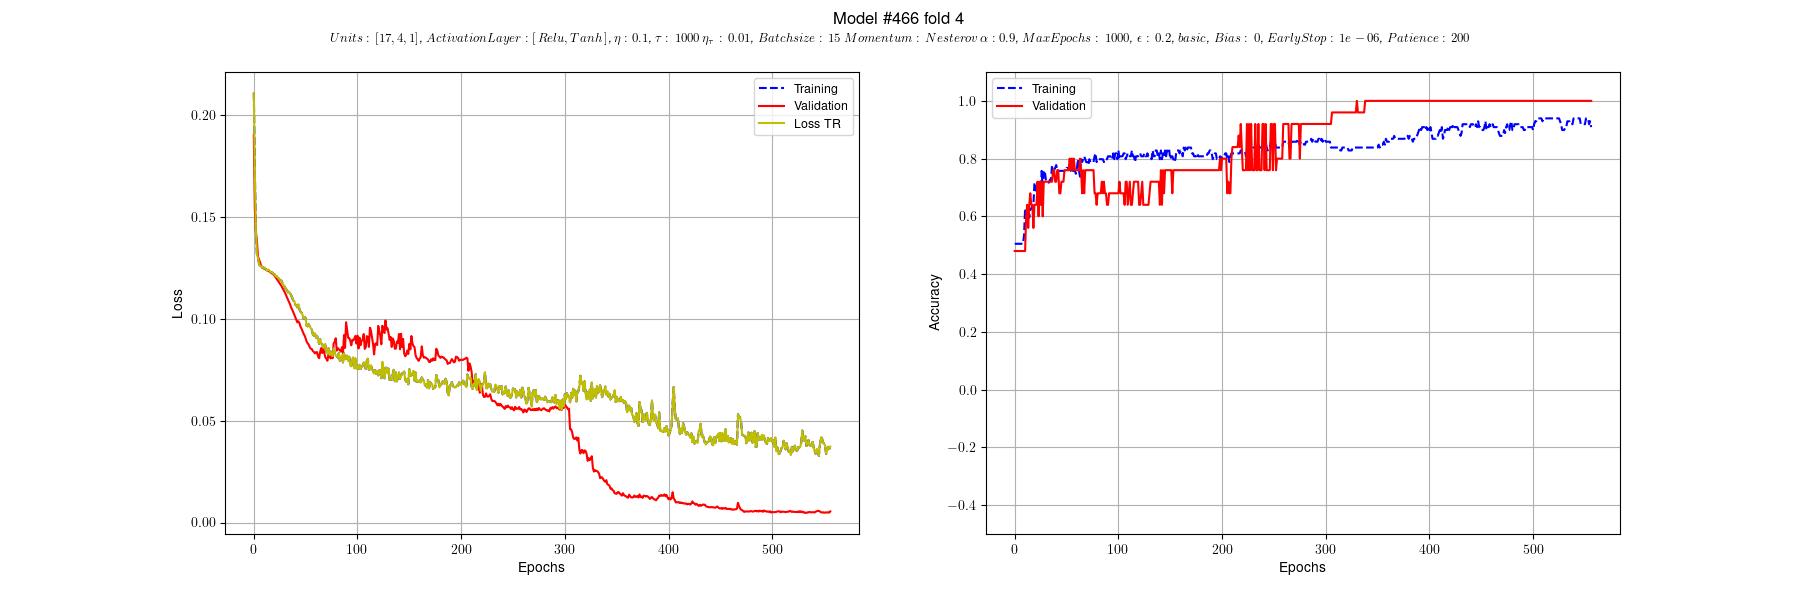 Model #466 fold 4
Units : [17, 4, 1], ActivationLayer : [Relu, Tanh], η : 0.1, τ : 1000 η_τ : 0.01, Batchsize : 15 Momentum : Nesterov α : 0.9, MaxEpochs : 1000, ϵ : 0.2, basic, Bias : 0, EarlyStop : 1e − 06, Patience : 200
Training
Validation
Loss TR
0.20
0.15
0.10
0.05
0.00
Loss
0 100 200 300 400 500
Epochs
Training
Validation
1.0
0.8
0.6
0.4
0.2
0.0
−0.2
−0.4
Accuracy
0 100 200 300 400 500
Epochs